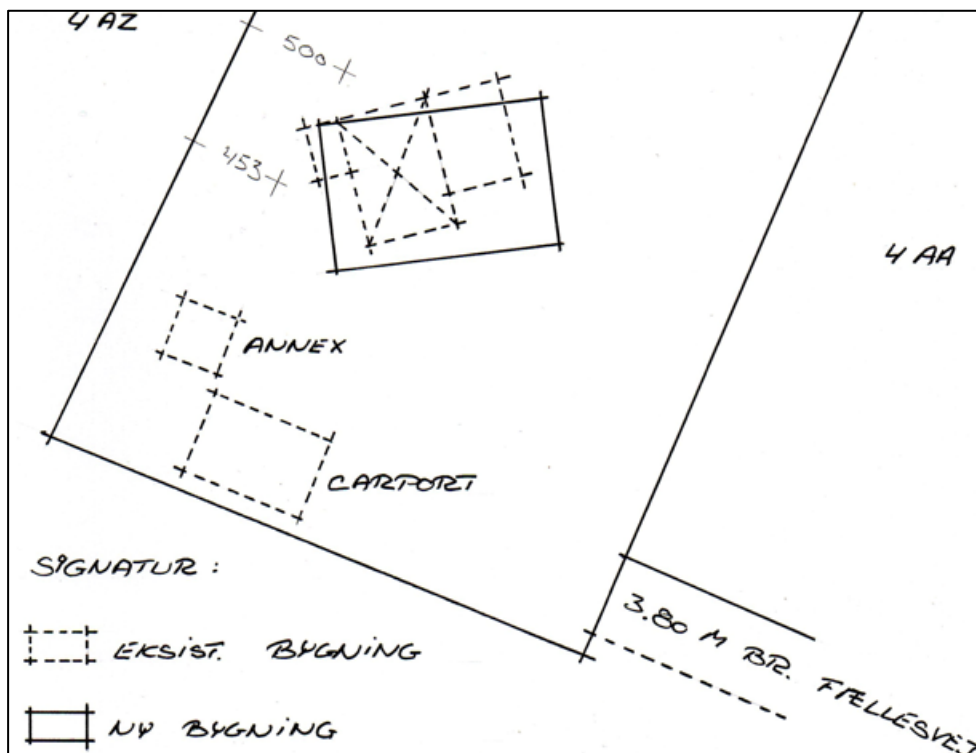 4 AZ
500
453
4 AA
ANNEX
CARPORT
SIGNATUR :
3.80 M BR. FÆLLESVEJ
EKSIST. BYGNING
NY BYGNING